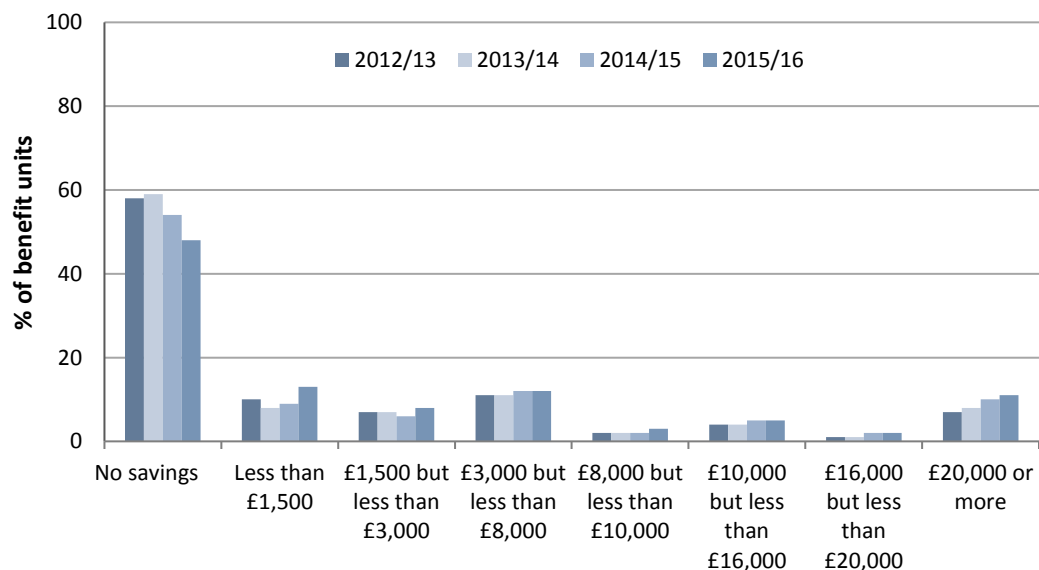 100
2012/13 2013/14 2014/15 2015/16
80
60
40
20
0
% of benefit units
No savings
Less than
£1,500
£1,500 but
less than
£3,000
£3,000 but
less than
£8,000
£8,000 but
less than
£10,000
£10,000
but less
than
£16,000
£16,000
but less
than
£20,000
£20,000 or
more